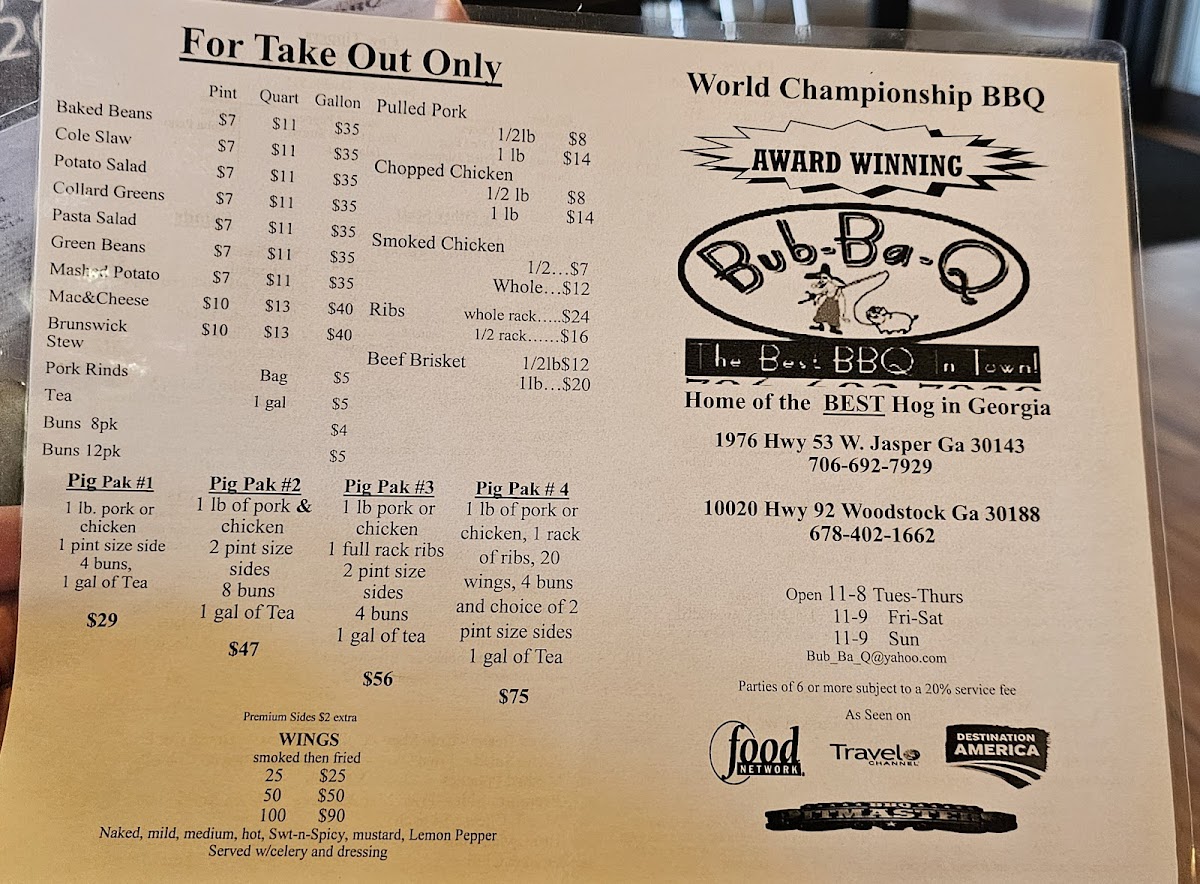 For Take Out Only
Pint Quart Gallon
Baked Beans $7 $11 $35
Cole Slaw $7 $11 $35
Potato Salad $7 $11 $35
Collard Greens $7 $11 $35
Pasta Salad $7 $11 $35
Green Beans $7 $11 $35
Mashed Potato $7 $11 $35
Mac&Cheese $10 $13 $40
Brunswick Stew $10 $13 $40
Pork Rinds Bag $5
Tea 1 gal $5
Buns 8pk $4
Buns 12pk $5
Pulled Pork
1/2lb $8
1 lb $14
Chopped Chicken
1/2 lb $8
1 lb $14
Smoked Chicken
1/2...$7
Whole...$12
Ribs whole rack.....$24
1/2 rack......$16
Beef Brisket 1/2lb$12
1lb...$20
Pig Pak #1
1 lb. pork or
chicken
1 pint size side
4 buns,
1 gal of Tea
$29
Pig Pak #2
1 lb of pork &
chicken
2 pint size
sides
8 buns
1 gal of Tea
$47
Pig Pak #3
1 lb pork or
chicken
1 full rack ribs
2 pint size
sides
4 buns
1 gal of tea
$56
Pig Pak # 4
1 lb of pork or
chicken, 1 rack
of ribs, 20
wings, 4 buns
and choice of 2
pint size sides
1 gal of Tea
$75
Premium Sides $2 extra
WINGS
smoked then fried
25 $25
50 $50
100 $90
Naked, mild, medium, hot, Swt-n-Spicy, mustard, Lemon Pepper
Served w/celery and dressing
World Championship BBQ
AWARD WINNING
Bub-Ba-Q
The Best BBQ In Town!
Home of the BEST Hog in Georgia
1976 Hwy 53 W. Jasper Ga 30143
706-692-7929
10020 Hwy 92 Woodstock Ga 30188
678-402-1662
Open 11-8 Tues-Thurs
11-9 Fri-Sat
11-9 Sun
Bub_Ba_Q@yahoo.com
Parties of 6 or more subject to a 20% service fee
As Seen on
food
NETWORK
Travel
CHANNEL
DESTINATION
AMERICA
BBQ
PITMASTERS